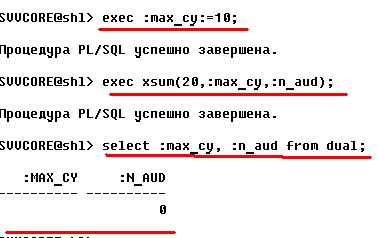 SVVCORE@shl> exec :max_cy:=10;
Процедура PL/SQL успешно завершена.
SVVCORE@shl> exec xsum(20,:max_cy,:n_aud);
Процедура PL/SQL успешно завершена.
SVVCORE@shl> select :max_cy, :n_aud from dual;
:MAX_CY :N_AUD
---------- ----------
0